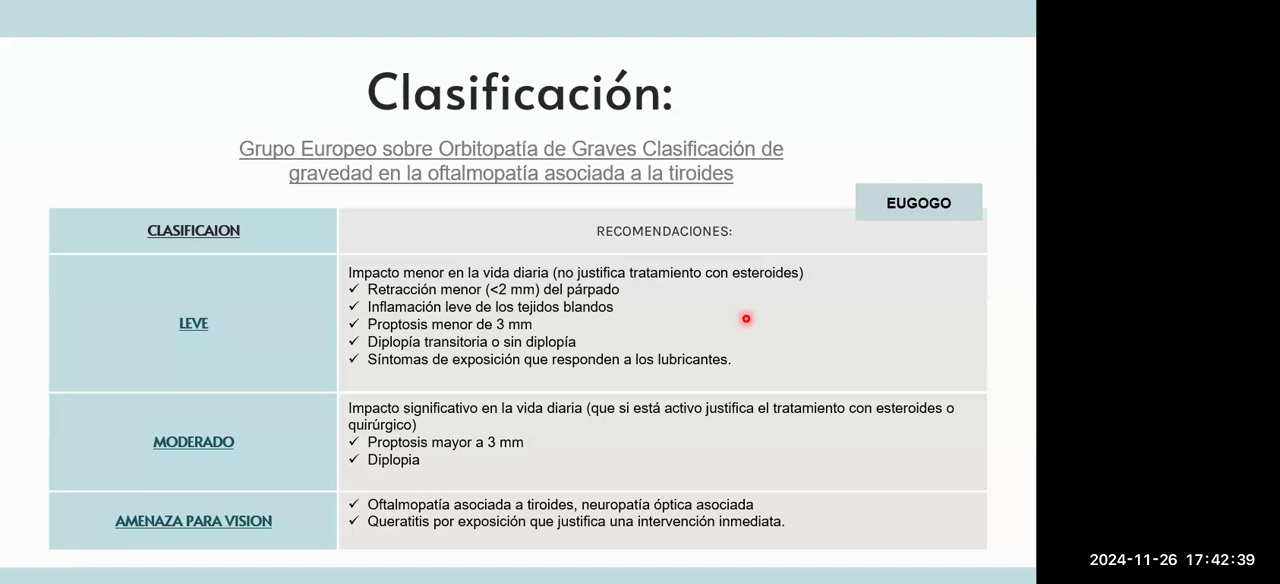 Clasificación:
Grupo Europeo sobre Orbitopatía de Graves Clasificación de
gravedad en la oftalmopatía asociada a la tiroides
EUGOGO
CLASIFICAION
RECOMENDACIONES:
LEVE
Impacto menor en la vida diaria (no justifica tratamiento con esteroides)
✓ Retracción menor (<2 mm) del párpado
✓ Inflamación leve de los tejidos blandos
✓ Proptosis menor de 3 mm
✓ Diplopía transitoria o sin diplopía
✓ Síntomas de exposición que responden a los lubricantes.
MODERADO
Impacto significativo en la vida diaria (que si está activo justifica el tratamiento con esteroides o
quirúrgico)
✓ Proptosis mayor a 3 mm
✓ Diplopia
AMENAZA PARA VISION
✓ Oftalmopatía asociada a tiroides, neuropatía óptica asociada
✓ Queratitis por exposición que justifica una intervención inmediata.
2024-11-26 17:42:39